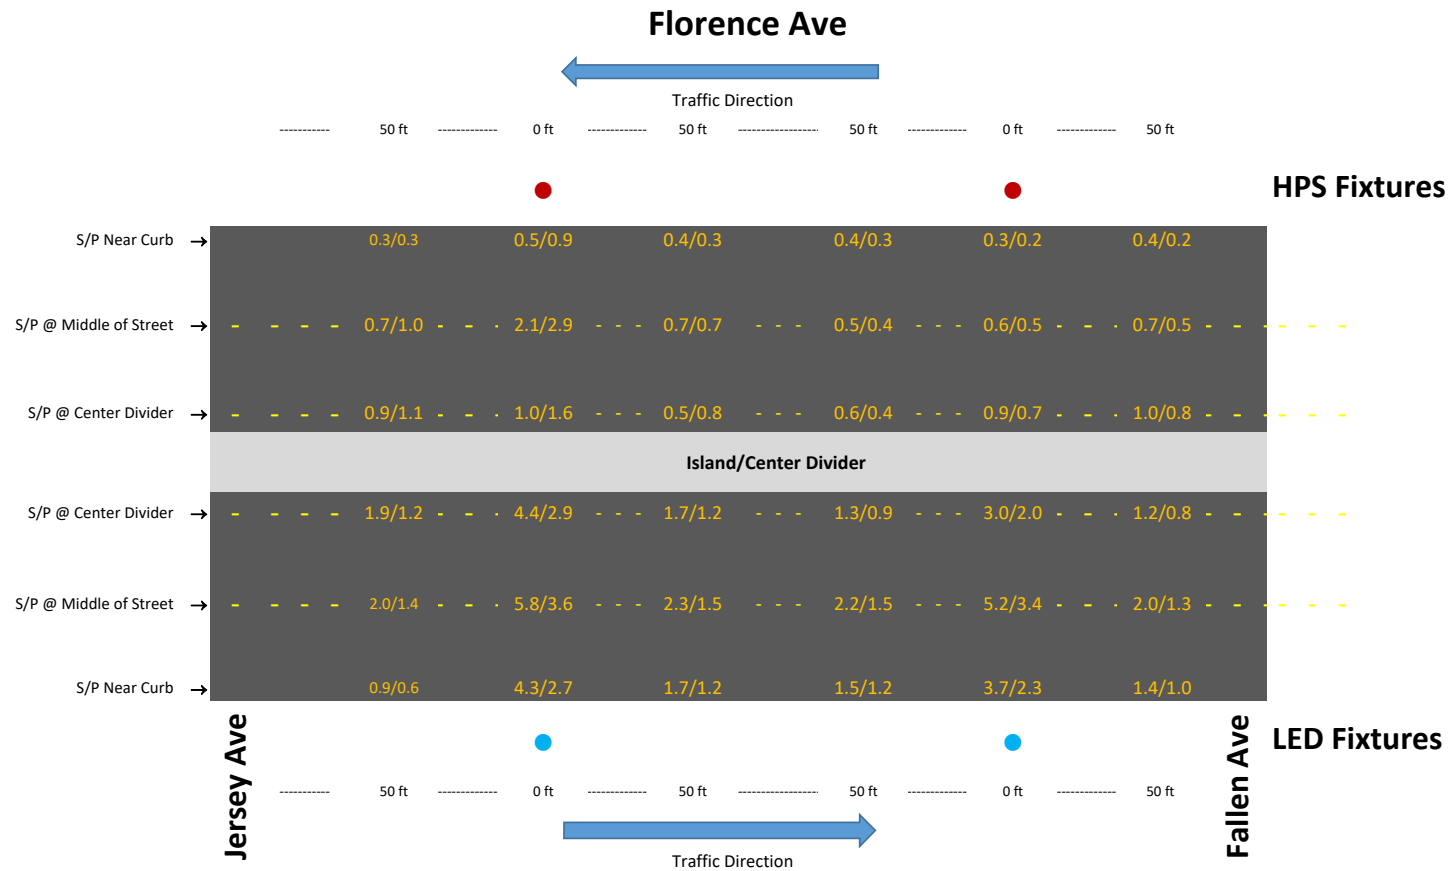 Florence Ave
Traffic Direction
----------- 50 ft ------------- 0 ft ------------- 50 ft ----------------- 50 ft ------------- 0 ft ------------- 50 ft
HPS Fixtures
S/P Near Curb → 0.3/0.3 0.5/0.9 0.4/0.3 0.4/0.3 0.3/0.2 0.4/0.2
S/P @ Middle of Street → 0.7/1.0 2.1/2.9 0.7/0.7 0.5/0.4 0.6/0.5 0.7/0.5
S/P @ Center Divider → 0.9/1.1 1.0/1.6 0.5/0.8 0.6/0.4 0.9/0.7 1.0/0.8
Island/Center Divider
S/P @ Center Divider → 1.9/1.2 4.4/2.9 1.7/1.2 1.3/0.9 3.0/2.0 1.2/0.8
S/P @ Middle of Street → 2.0/1.4 5.8/3.6 2.3/1.5 2.2/1.5 5.2/3.4 2.0/1.3
S/P Near Curb → 0.9/0.6 4.3/2.7 1.7/1.2 1.5/1.2 3.7/2.3 1.4/1.0
LED Fixtures
Jersey Ave
Fallen Ave
----------- 50 ft ------------- 0 ft ------------- 50 ft ----------------- 50 ft ------------- 0 ft ------------- 50 ft
Traffic Direction